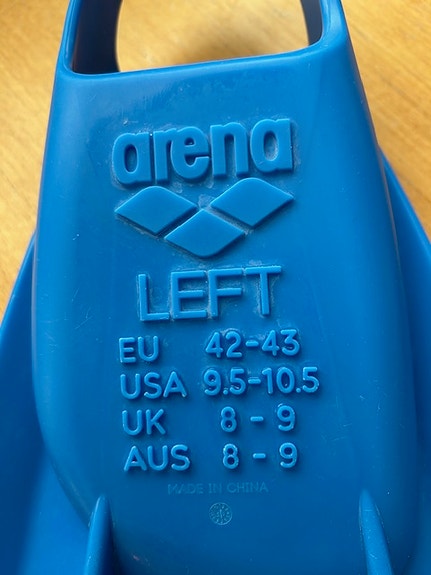 arena
LEFT
EU 42-43
USA 9.5-10.5
UK 8 - 9
AUS 8 - 9
MADE IN CHINA